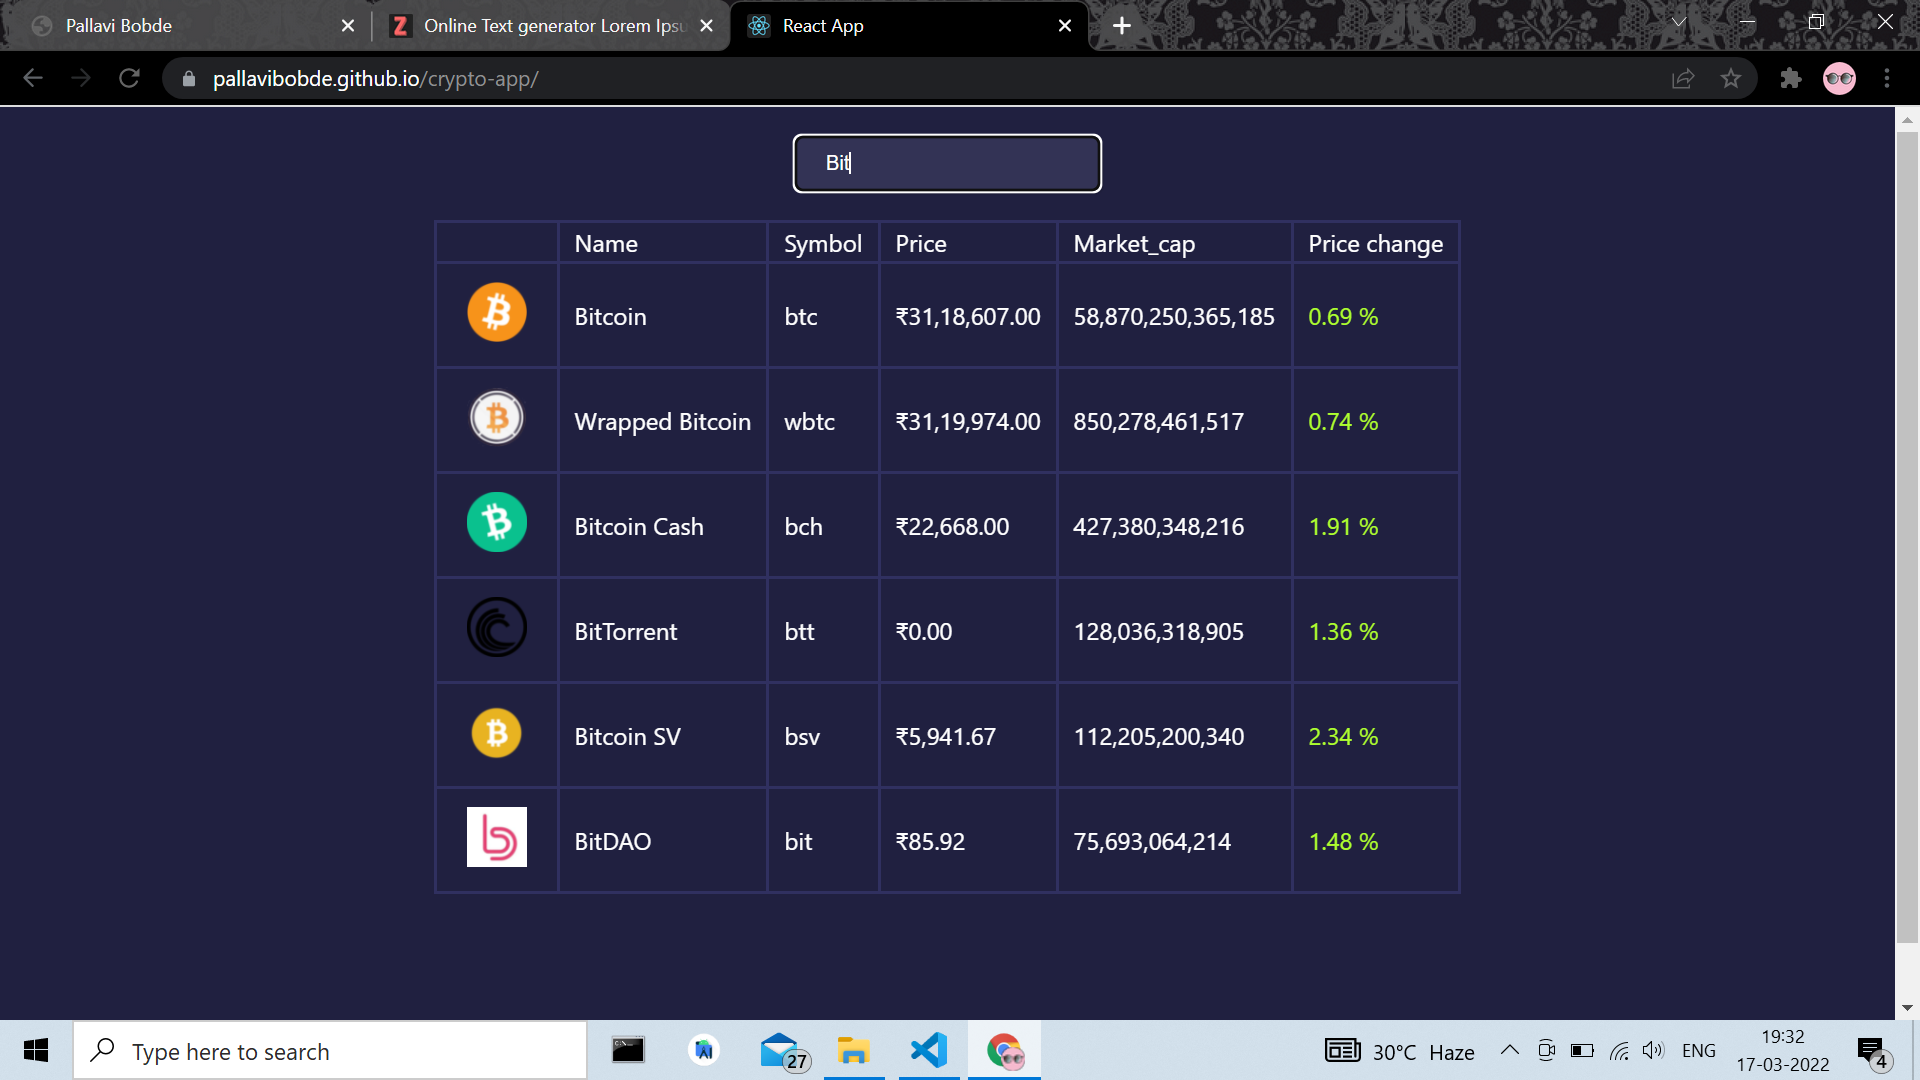 Pallavi Bobde
Online Text generator Lorem Ipsu
React App
pallavibobde.github.io/crypto-app/
Bit
Name Symbol Price Market_cap Price change
Bitcoin btc ₹31,18,607.00 58,870,250,365,185 0.69 %
Wrapped Bitcoin wbtc ₹31,19,974.00 850,278,461,517 0.74 %
Bitcoin Cash bch ₹22,668.00 427,380,348,216 1.91 %
BitTorrent btt ₹0.00 128,036,318,905 1.36 %
Bitcoin SV bsv ₹5,941.67 112,205,200,340 2.34 %
BitDAO bit ₹85.92 75,693,064,214 1.48 %
Type here to search
27
30°C Haze
ENG
19:32
17-03-2022
4